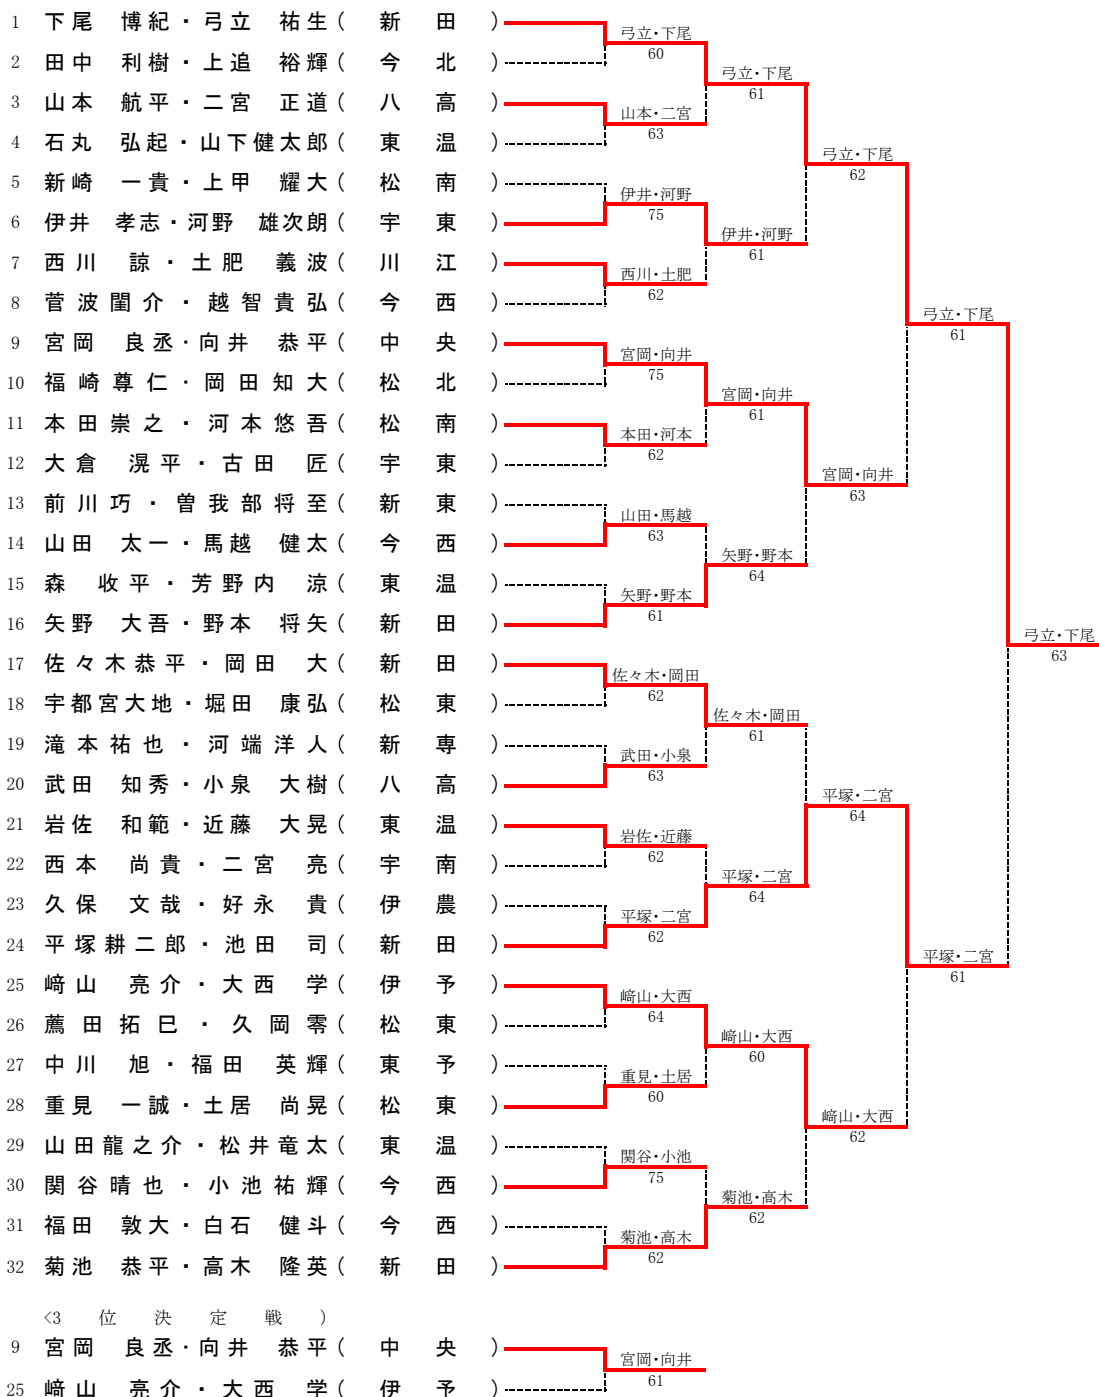 1 下尾 博紀・弓立 祐生（ 新 田 ）
弓立・下尾
60
2 田中 利樹・上追 裕輝（ 今 北 ）
弓立・下尾
61
3 山本 航平・二宮 正道（ 八 高 ）
山本・二宮
63
4 石丸 弘起・山下健太郎（ 東 温 ）
弓立・下尾
62
5 新崎 一貴・上甲 耀大（ 松 南 ）
伊井・河野
75
6 伊井 孝志・河野 雄次朗（ 宇 東 ）
伊井・河野
61
7 西川 諒・土肥 義波（ 川 江 ）
西川・土肥
62
8 菅波闈介・越智貴弘（ 今 西 ）
弓立・下尾
61
9 宮岡 良丞・向井 恭平（ 中 央 ）
宮岡・向井
75
10 福崎尊仁・岡田知大（ 松 北 ）
宮岡・向井
61
11 本田崇之・河本悠吾（ 松 南 ）
本田・河本
62
12 大倉 滉平・古田 匠（ 宇 東 ）
宮岡・向井
63
13 前川巧・曽我部将至（ 新 東 ）
山田・馬越
63
14 山田 太一・馬越 健太（ 今 西 ）
矢野・野本
64
15 森 收平・芳野内 涼（ 東 温 ）
矢野・野本
61
16 矢野 大吾・野本 将矢（ 新 田 ）
弓立・下尾
63
17 佐々木恭平・岡田 大（ 新 田 ）
佐々木・岡田
62
18 宇都宮大地・堀田 康弘（ 松 東 ）
佐々木・岡田
61
19 滝本祐也・河端洋人（ 新 専 ）
武田・小泉
63
20 武田 知秀・小泉 大樹（ 八 高 ）
平塚・二宮
64
21 岩佐 和範・近藤 大晃（ 東 温 ）
岩佐・近藤
62
22 西本 尚貴・二宮 亮（ 宇 南 ）
平塚・二宮
64
23 久保 文哉・好永 貴（ 伊 農 ）
平塚・二宮
62
24 平塚耕二郎・池田 司（ 新 田 ）
平塚・二宮
61
25 﨑山 亮介・大西 学（ 伊 予 ）
﨑山・大西
64
26 薦田拓巳・久岡零（ 松 東 ）
﨑山・大西
60
27 中川 旭・福田 英輝（ 東 予 ）
重見・土居
60
28 重見 一誠・土居 尚晃（ 松 東 ）
﨑山・大西
62
29 山田龍之介・松井竜太（ 東 温 ）
関谷・小池
75
30 関谷晴也・小池祐輝（ 今 西 ）
菊池・高木
62
31 福田 敦大・白石 健斗（ 今 西 ）
菊池・高木
62
32 菊池 恭平・高木 隆英（ 新 田 ）
〈3 位 決 定 戦 ）
9 宮岡 良丞・向井 恭平（ 中 央 ）
宮岡・向井
61
25 﨑山 亮介・大西 学（ 伊 予 ）